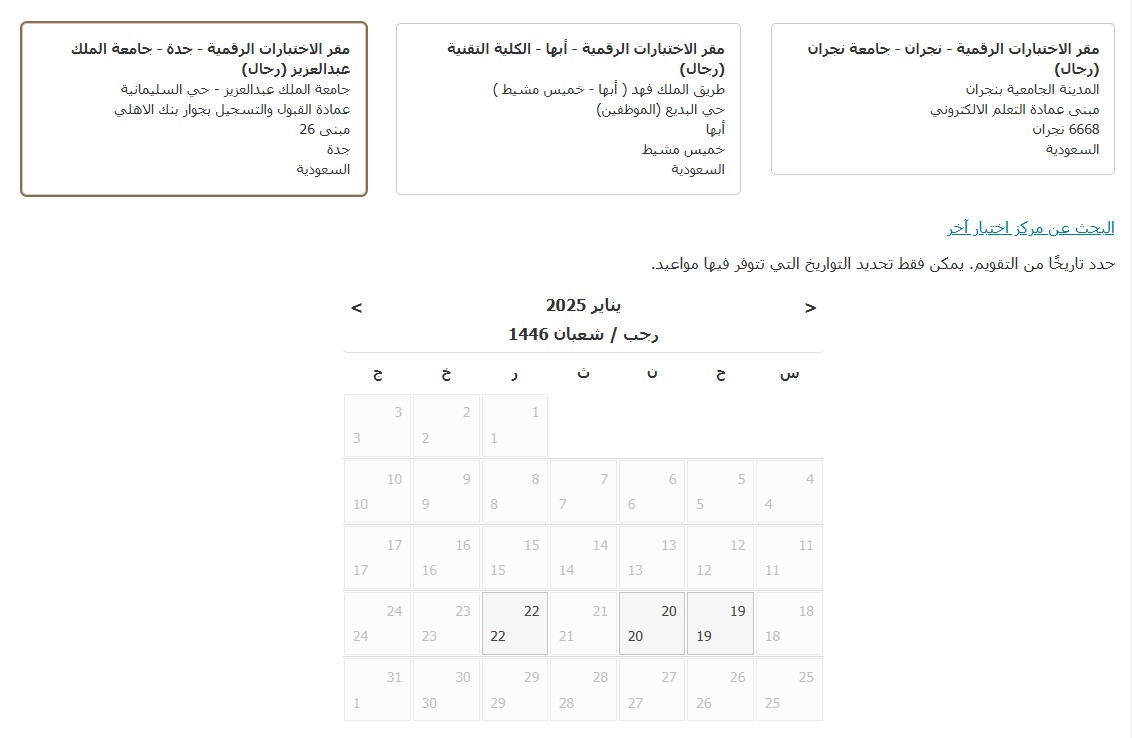 مقر الاختبارات الرقمية - نجران - جامعة نجران
(رجال)
المدينة الجامعية بنجران
مبنى عمادة التعلم الالكتروني
6668 نجران
السعودية
مقر الاختبارات الرقمية - أبها - الكلية التقنية
(رجال)
طريق الملك فهد ( أبها - خميس مشيط )
حي البديع (الموظفين)
أبها
خميس مشيط
السعودية
مقر الاختبارات الرقمية - جدة - جامعة الملك
عبدالعزيز (رجال)
جامعة الملك عبدالعزيز - حي السليمانية
عمادة القبول والتسجيل بجوار بنك الاهلي
مبنى 26
جدة
السعودية
البحث عن مركز اختبار آخر
حدد تاريخًا من التقويم. يمكن فقط تحديد التواريخ التي تتوفر فيها مواعيد.
< يناير 2025 >
رجب / شعبان 1446
س ح ن ث ر خ ج
1 2 3
1 2 3
4 5 6 7 8 9 10
4 5 6 7 8 9 10
11 12 13 14 15 16 17
11 12 13 14 15 16 17
18 19 20 21 22 23 24
18 19 20 21 22 23 24
25 26 27 28 29 30 31
25 26 27 28 29 30 1